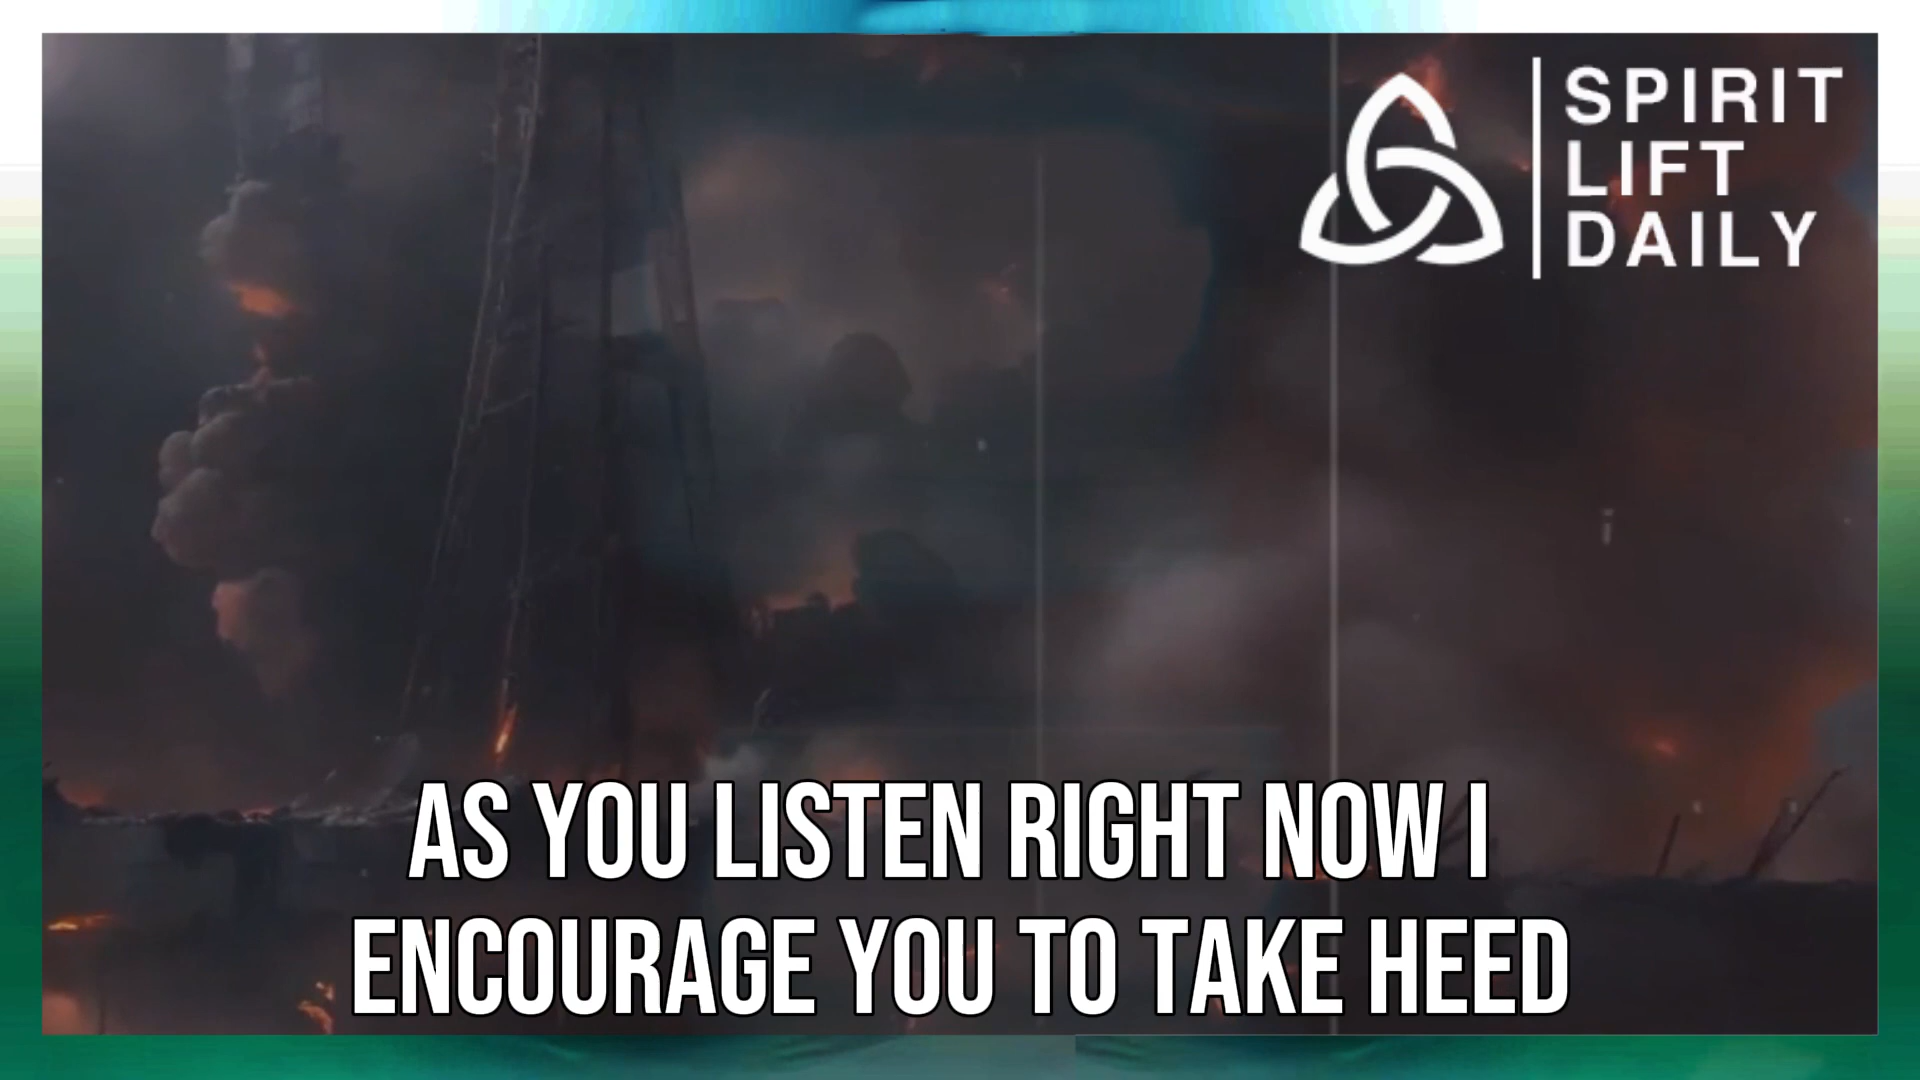 SPIRIT
LIFT
DAILY
AS YOU LISTEN RIGHT NOW I
ENCOURAGE YOU TO TAKE HEED